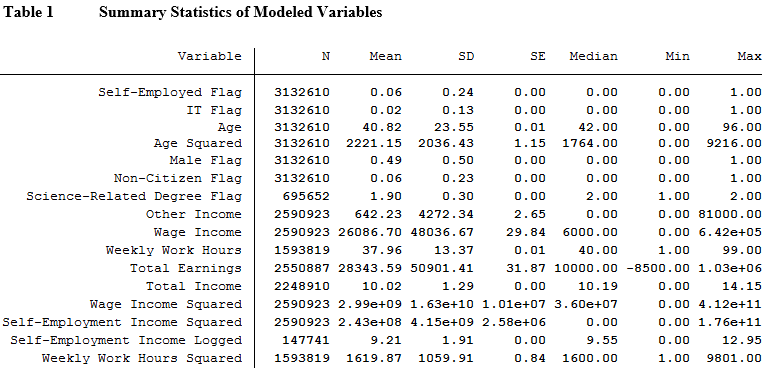 Table 1 Summary Statistics of Modeled Variables
Variable N Mean SD SE Median Min Max
Self-Employed Flag 3132610 0.06 0.24 0.00 0.00 0.00 1.00
IT Flag 3132610 0.02 0.13 0.00 0.00 0.00 1.00
Age 3132610 40.82 23.55 0.01 42.00 0.00 96.00
Age Squared 3132610 2221.15 2036.43 1.15 1764.00 0.00 9216.00
Male Flag 3132610 0.49 0.50 0.00 0.00 0.00 1.00
Non-Citizen Flag 3132610 0.06 0.23 0.00 0.00 0.00 1.00
Science-Related Degree Flag 695652 1.90 0.30 0.00 2.00 1.00 2.00
Other Income 2590923 642.23 4272.34 2.65 0.00 0.00 81000.00
Wage Income 2590923 26086.70 48036.67 29.84 6000.00 0.00 6.42e+05
Weekly Work Hours 1593819 37.96 13.37 0.01 40.00 1.00 99.00
Total Earnings 2550887 28343.59 50901.41 31.87 10000.00 -8500.00 1.03e+06
Total Income 2248910 10.02 1.29 0.00 10.19 0.00 14.15
Wage Income Squared 2590923 2.99e+09 1.63e+10 1.01e+07 3.60e+07 0.00 4.12e+11
Self-Employment Income Squared 2590923 2.43e+08 4.15e+09 2.58e+06 0.00 0.00 1.76e+11
Self-Employment Income Logged 147741 9.21 1.91 0.00 9.55 0.00 12.95
Weekly Work Hours Squared 1593819 1619.87 1059.91 0.84 1600.00 1.00 9801.00